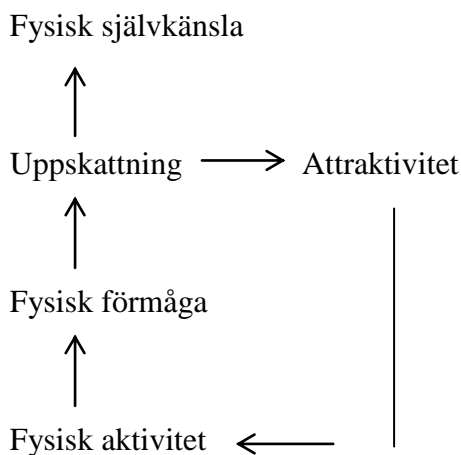 Fysisk självkänsla
Uppskattning
Attraktivitet
Fysisk förmåga
Fysisk aktivitet